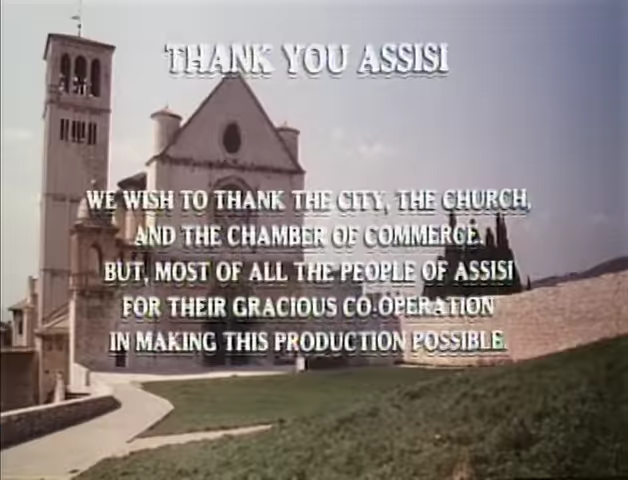 THANK YOU ASSISI
WE WISH TO THANK THE CITY, THE CHURCH,
AND THE CHAMBER OF COMMERCE.
BUT, MOST OF ALL THE PEOPLE OF ASSISI
FOR THEIR GRACIOUS CO-OPERATION
IN MAKING THIS PRODUCTION POSSIBLE.